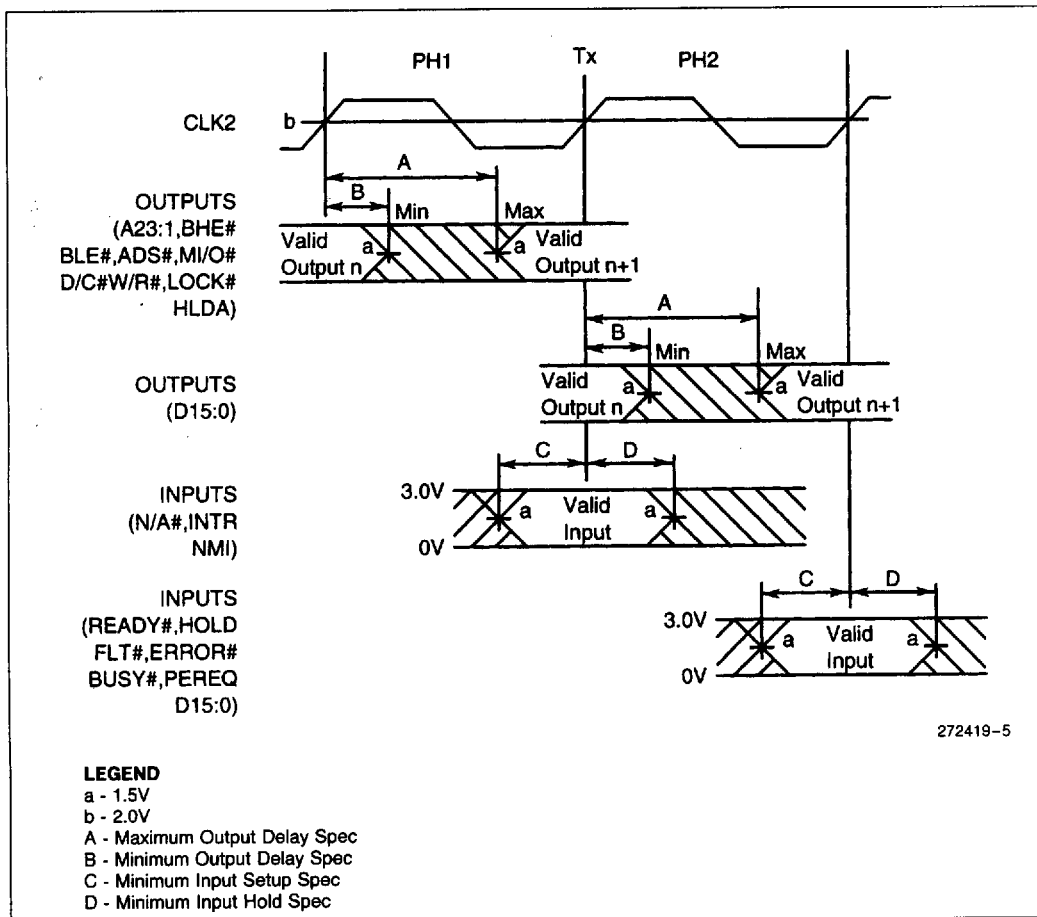 PH1 Tx PH2
CLK2 b
A
B
OUTPUTS
(A23:1,BHE#
BLE#,ADS#,MI/O#
D/C#W/R#,LOCK#
HLDA)
Min Max
Valid
Output n
a
a
Valid
Output n+1
A
B
OUTPUTS
(D15:0)
Min Max
Valid
Output n
a
a
Valid
Output n+1
C D
INPUTS
(N/A#,INTR
NMI)
3.0V
0V
a
Valid
Input
a
C D
INPUTS
(READY#,HOLD
FLT#,ERROR#
BUSY#,PEREQ
D15:0)
3.0V
0V
a
Valid
Input
a
272419-5
LEGEND
a - 1.5V
b - 2.0V
A - Maximum Output Delay Spec
B - Minimum Output Delay Spec
C - Minimum Input Setup Spec
D - Minimum Input Hold Spec